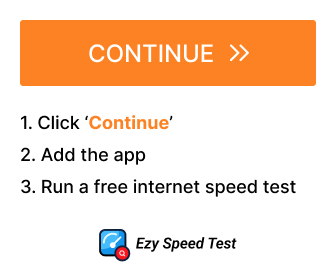 CONTINUE »
1. Click ‘Continue’
2. Add the app
3. Run a free internet speed test
Ezy Speed Test